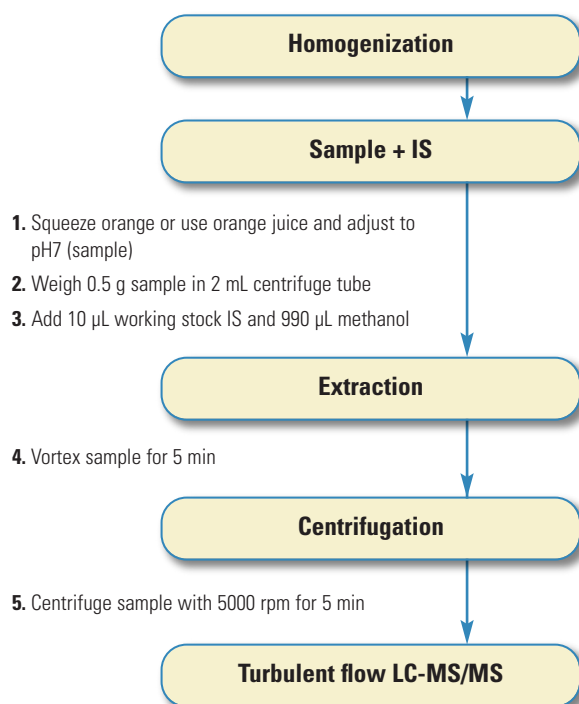 Homogenization
Sample + IS
1. Squeeze orange or use orange juice and adjust to
pH7 (sample)
2. Weigh 0.5 g sample in 2 mL centrifuge tube
3. Add 10 µL working stock IS and 990 µL methanol
Extraction
4. Vortex sample for 5 min
Centrifugation
5. Centrifuge sample with 5000 rpm for 5 min
Turbulent flow LC-MS/MS